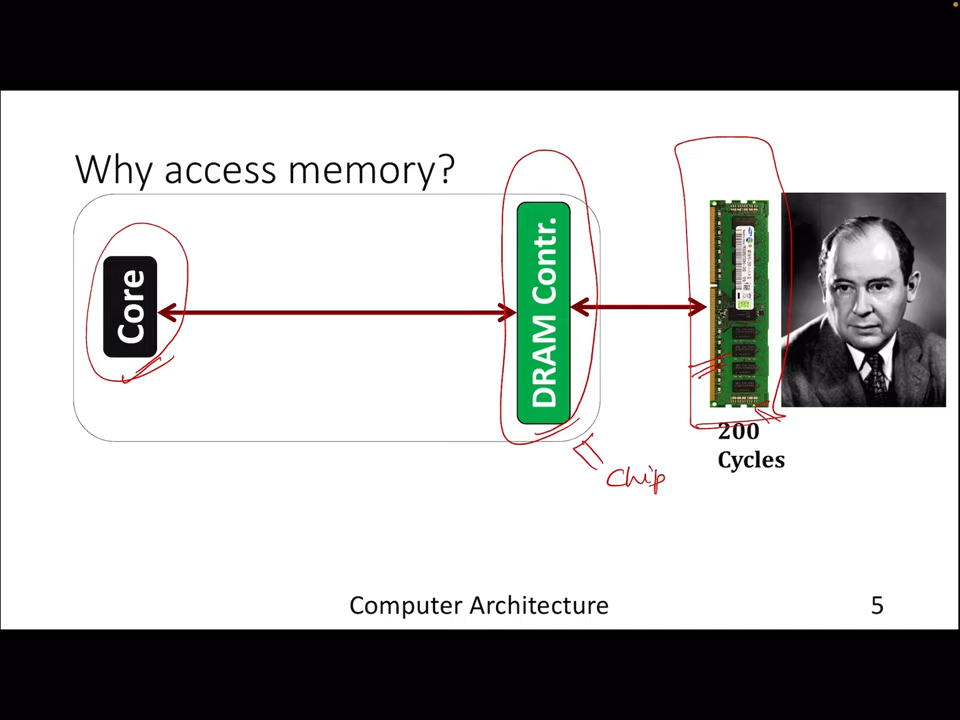 Why access memory?
Core
DRAM Contr.
200
Cycles
Chip
Computer Architecture
5